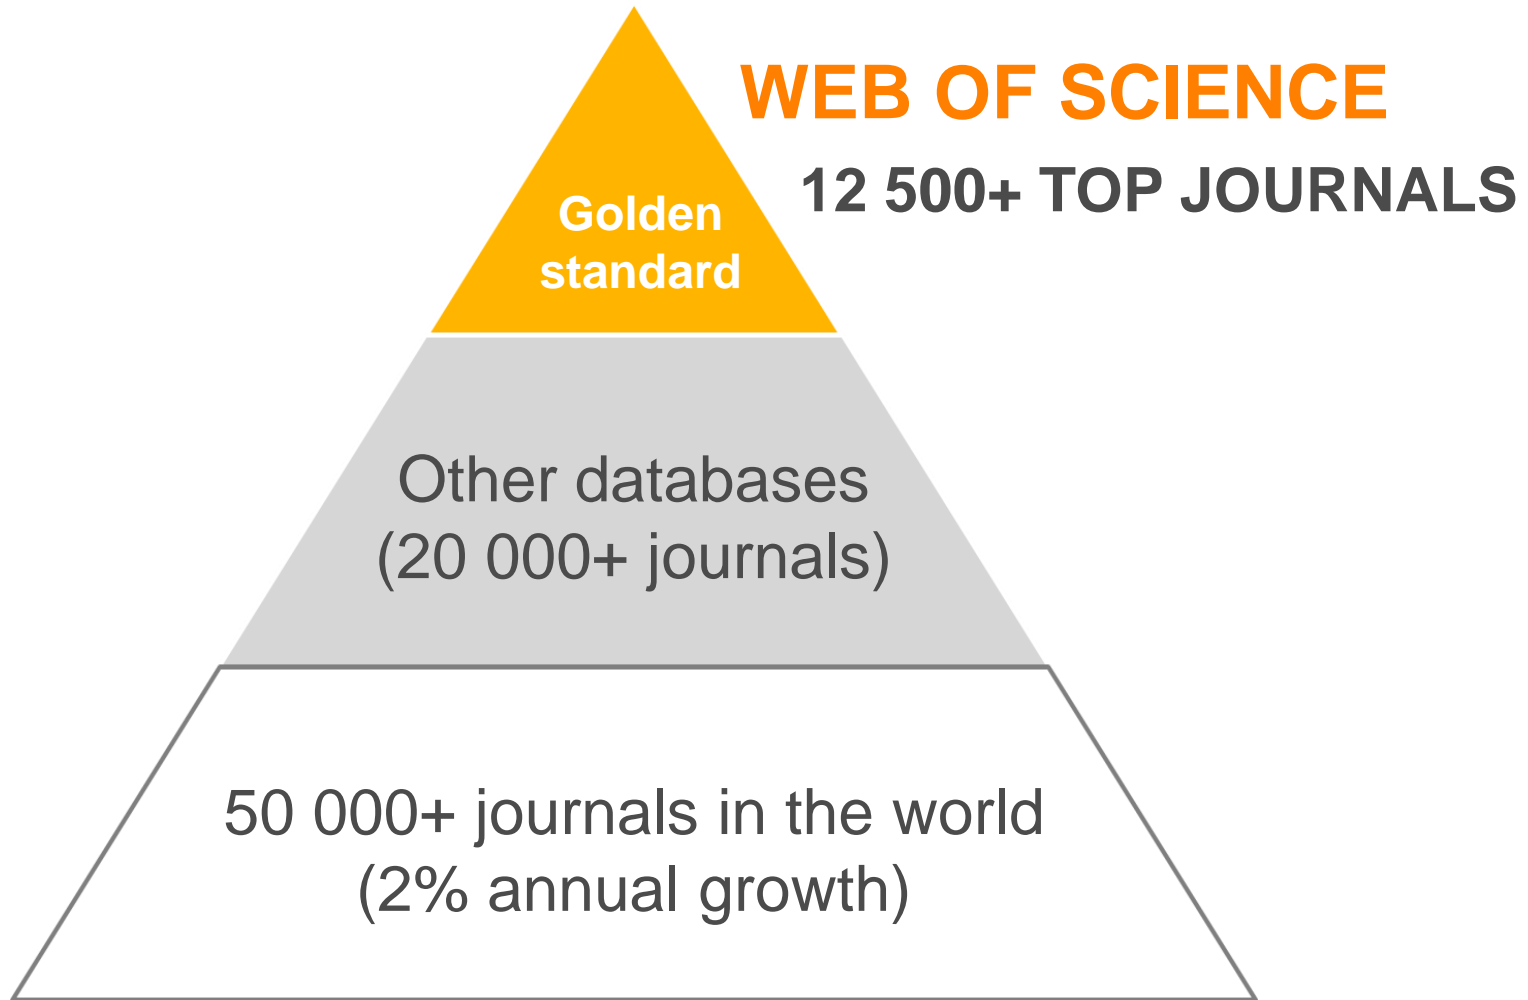 WEB OF SCIENCE
12 500+ TOP JOURNALS
Golden
standard
Other databases
(20 000+ journals)
50 000+ journals in the world
(2% annual growth)